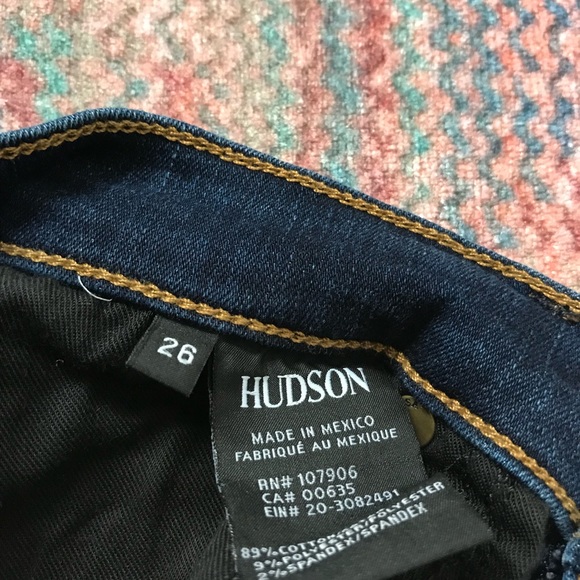 26
HUDSON
MADE IN MEXICO
FABRIQUÉ AU MEXIQUE
RN# 107906
CA# 00635
EIN# 20-3082491
89% COTTON/
9% POLYESTER/POLYESTER
2% SPANDEX/SPANDEX